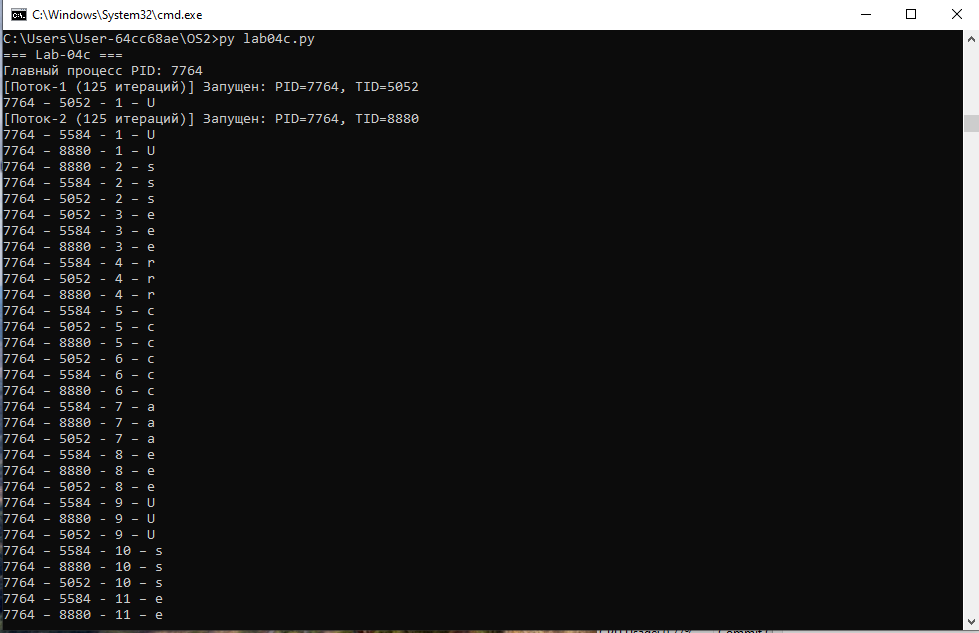 C:\Windows\System32\cmd.exe
C:\Users\User-64cc68ae\OS2>py lab04c.py
=== Lab-04c ===
Главный процесс PID: 7764
[Поток-1 (125 итераций)] Запущен: PID=7764, TID=5052
7764 – 5052 - 1 – U
[Поток-2 (125 итераций)] Запущен: PID=7764, TID=8880
7764 – 5584 - 1 – U
7764 – 8880 - 1 – U
7764 – 8880 - 2 – s
7764 – 5584 - 2 – s
7764 – 5052 - 2 – s
7764 – 5052 - 3 – e
7764 – 5584 - 3 – e
7764 – 8880 - 3 – e
7764 – 5584 - 4 – r
7764 – 5052 - 4 – r
7764 – 8880 - 4 – r
7764 – 5584 - 5 – c
7764 – 5052 - 5 – c
7764 – 8880 - 5 – c
7764 – 5052 - 6 – c
7764 – 5584 - 6 – c
7764 – 8880 - 6 – c
7764 – 5584 - 7 – a
7764 – 8880 - 7 – a
7764 – 5052 - 7 – a
7764 – 5584 - 8 – e
7764 – 8880 - 8 – e
7764 – 5052 - 8 – e
7764 – 5584 - 9 – U
7764 – 8880 - 9 – U
7764 – 5052 - 9 – U
7764 – 5584 - 10 – s
7764 – 8880 - 10 – s
7764 – 5052 - 10 – s
7764 – 5584 - 11 – e
7764 – 8880 - 11 – e